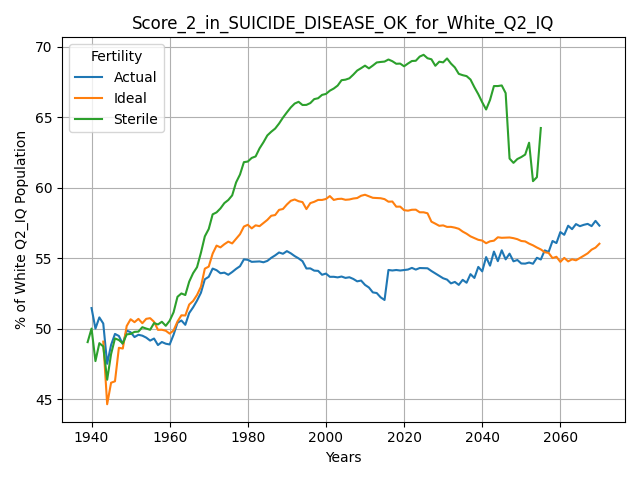 Score_2_in_SUICIDE_DISEASE_OK_for_White_Q2_IQ
Fertility
Actual
Ideal
Sterile
% of White Q2_IQ Population
70
65
60
55
50
45
1940
1960
1980
2000
2020
2040
2060
Years